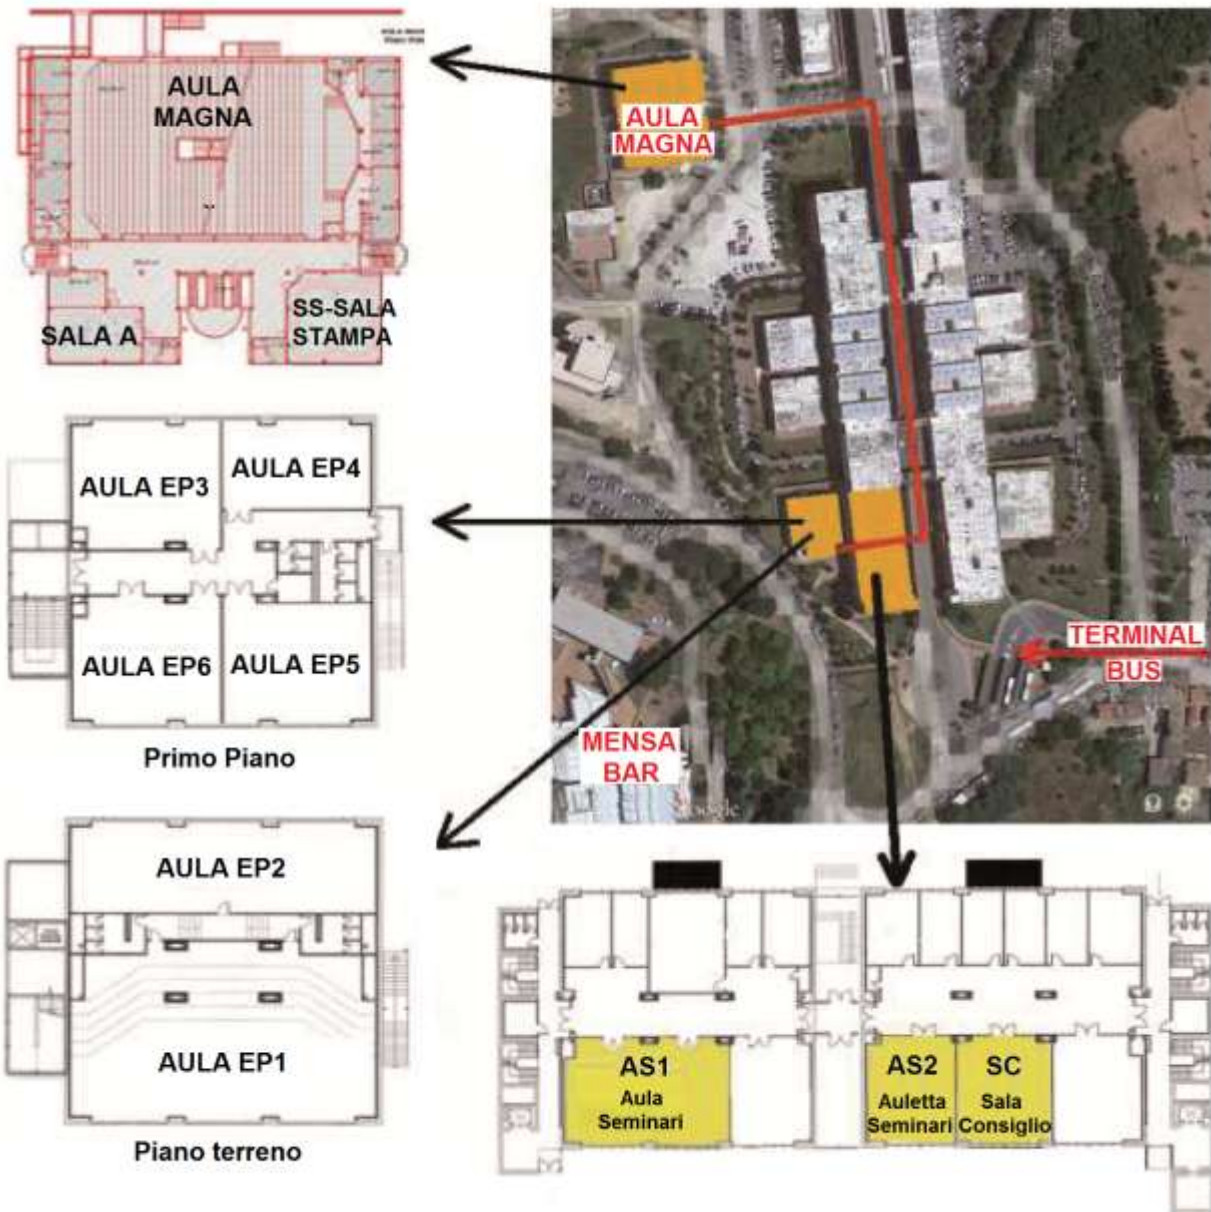 AULA
MAGNA
SALA A
SS-SALA
STAMPA
AULA
MAGNA
AULA EP3
AULA EP4
AULA EP6
AULA EP5
Primo Piano
TERMINAL
BUS
MENSA
BAR
Google
AULA EP2
AULA EP1
Piano terreno
AS1
Aula
Seminari
AS2
Auletta
Seminari
SC
Sala
Consiglio